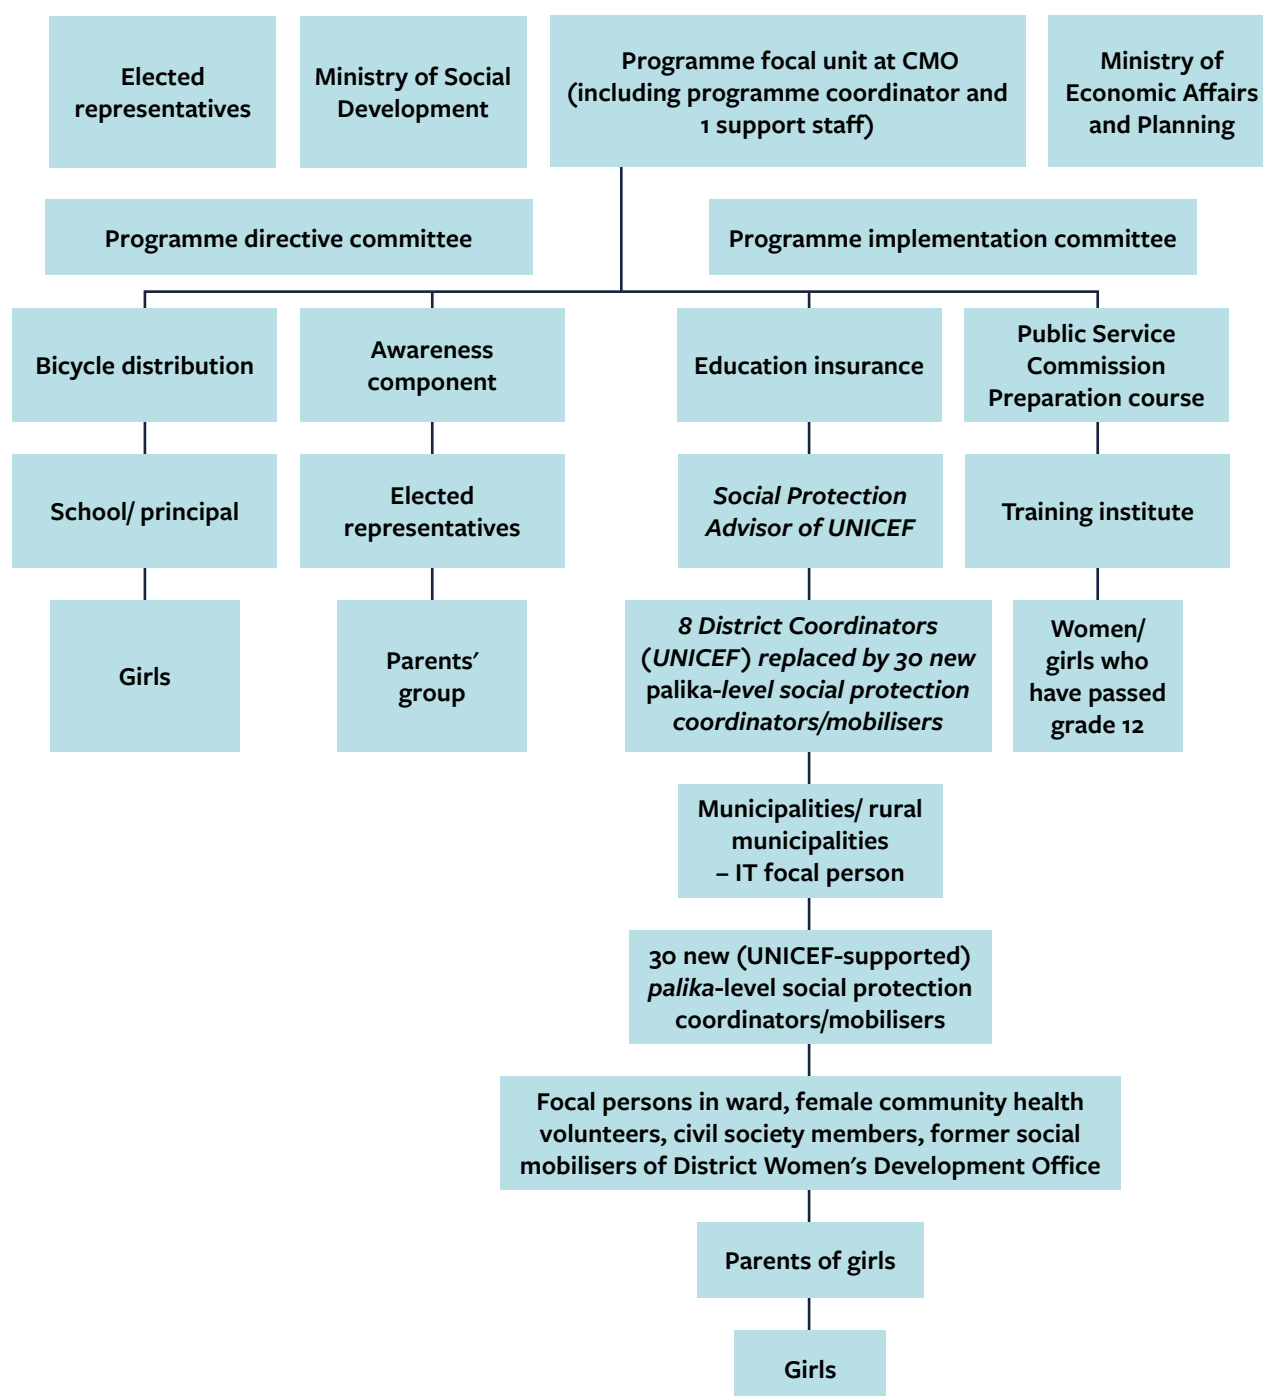 Elected
representatives
Ministry of Social
Development
Programme focal unit at CMO
(including programme coordinator and
1 support staff)
Ministry of
Economic Affairs
and Planning
Programme directive committee
Programme implementation committee
Bicycle distribution
Awareness
component
Education insurance
Public Service
Commission
Preparation course
School/ principal
Elected
representatives
Social Protection
Advisor of UNICEF
Training institute
Girls
Parents'
group
8 District Coordinators
(UNICEF) replaced by 30 new
palika-level social protection
coordinators/mobilisers
Women/
girls who
have passed
grade 12
Municipalities/ rural
municipalities
– IT focal person
30 new (UNICEF-supported)
palika-level social protection
coordinators/mobilisers
Focal persons in ward, female community health
volunteers, civil society members, former social
mobilisers of District Women's Development Office
Parents of girls
Girls